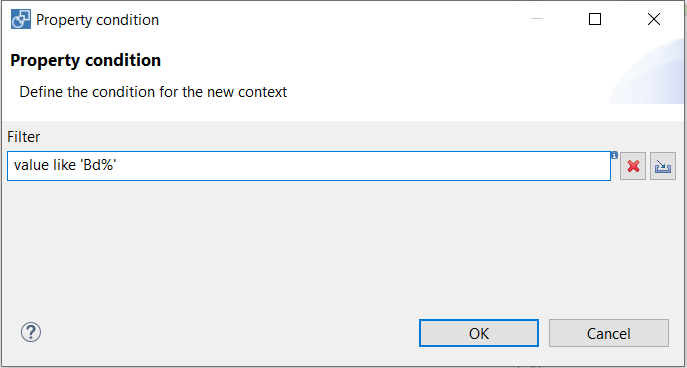 Property condition
Property condition
Define the condition for the new context
Filter
value like 'Bd%'
OK
Cancel